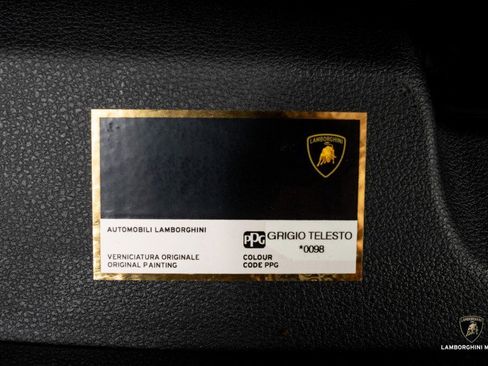 LAMBORGHINI
AUTOMOBILI LAMBORGHINI
PPG GRIGIO TELESTO
*0098
VERNICIATURA ORIGINALE
ORIGINAL PAINTING
COLOUR
CODE PPG
LAMBORGHINI M